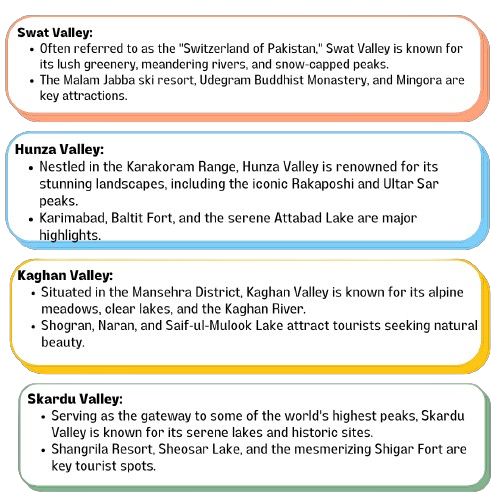 Swat Valley:
• Often referred to as the "Switzerland of Pakistan," Swat Valley is known for
its lush greenery, meandering rivers, and snow-capped peaks.
• The Malam Jabba ski resort, Udegram Buddhist Monastery, and Mingora are
key attractions.
Hunza Valley:
• Nestled in the Karakoram Range, Hunza Valley is renowned for its
stunning landscapes, including the iconic Rakaposhi and Ultar Sar
peaks.
• Karimabad, Baltit Fort, and the serene Attabad Lake are major
highlights.
Kaghan Valley:
• Situated in the Mansehra District, Kaghan Valley is known for its alpine
meadows, clear lakes, and the Kaghan River.
• Shogran, Naran, and Saif-ul-Mulook Lake attract tourists seeking natural
beauty.
Skardu Valley:
• Serving as the gateway to some of the world's highest peaks, Skardu
Valley is known for its serene lakes and historic sites.
• Shangrila Resort, Sheosar Lake, and the mesmerizing Shigar Fort are
key tourist spots.